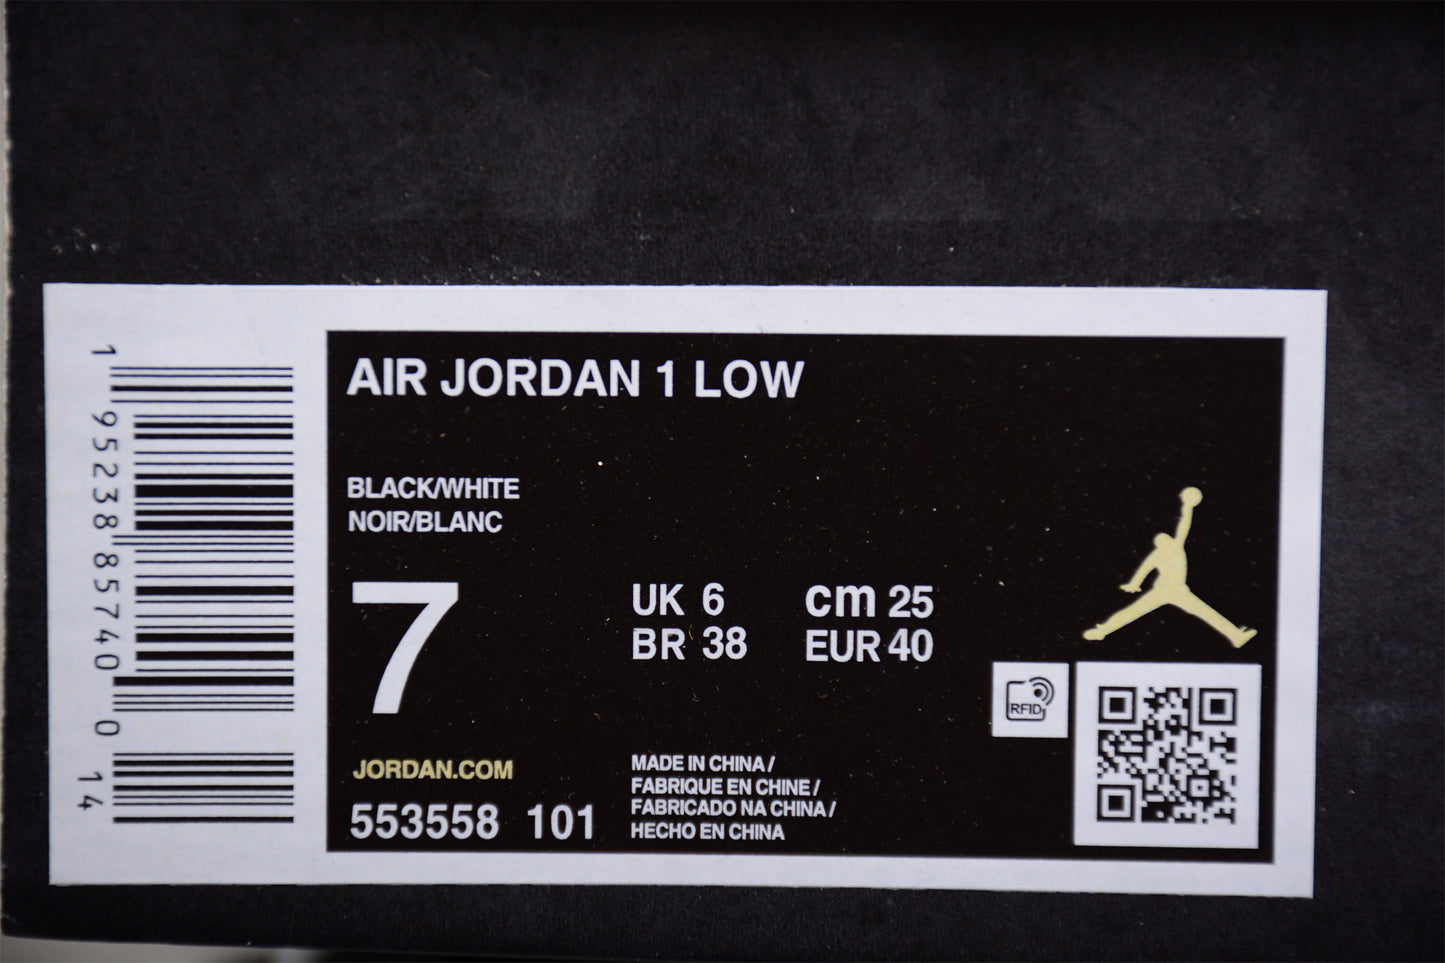 1 95238 85740 0
14
AIR JORDAN 1 LOW
BLACK/WHITE
NOIR/BLANC
7
UK 6 cm 25
BR 38 EUR 40
RFID
JORDAN.COM
553558 101
MADE IN CHINA/
FABRIQUE EN CHINE/
FABRICADO NA CHINA/
HECHO EN CHINA